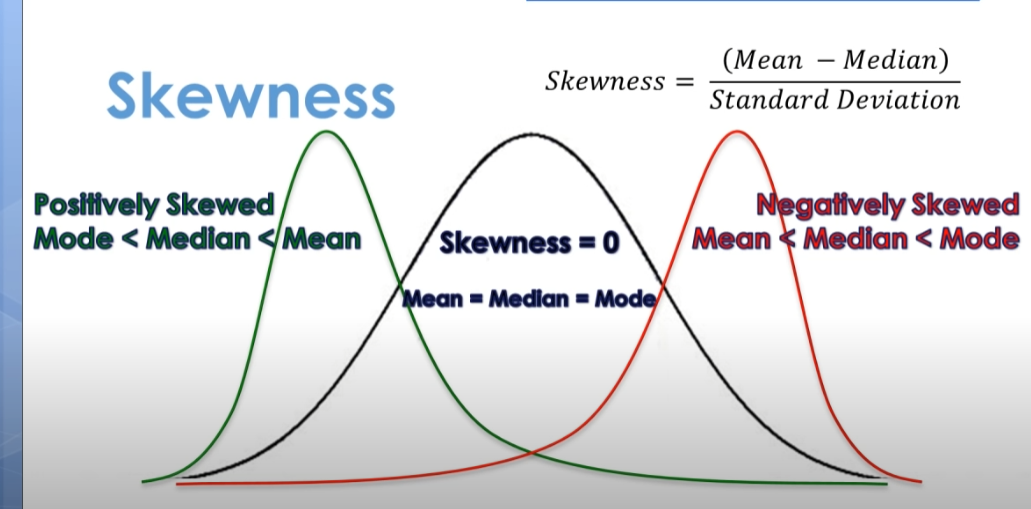 Skewness
Skewness = (Mean − Median)
Standard Deviation
Positively Skewed
Mode < Median < Mean
Skewness = 0
Mean = Median = Mode
Negatively Skewed
Mean < Median < Mode